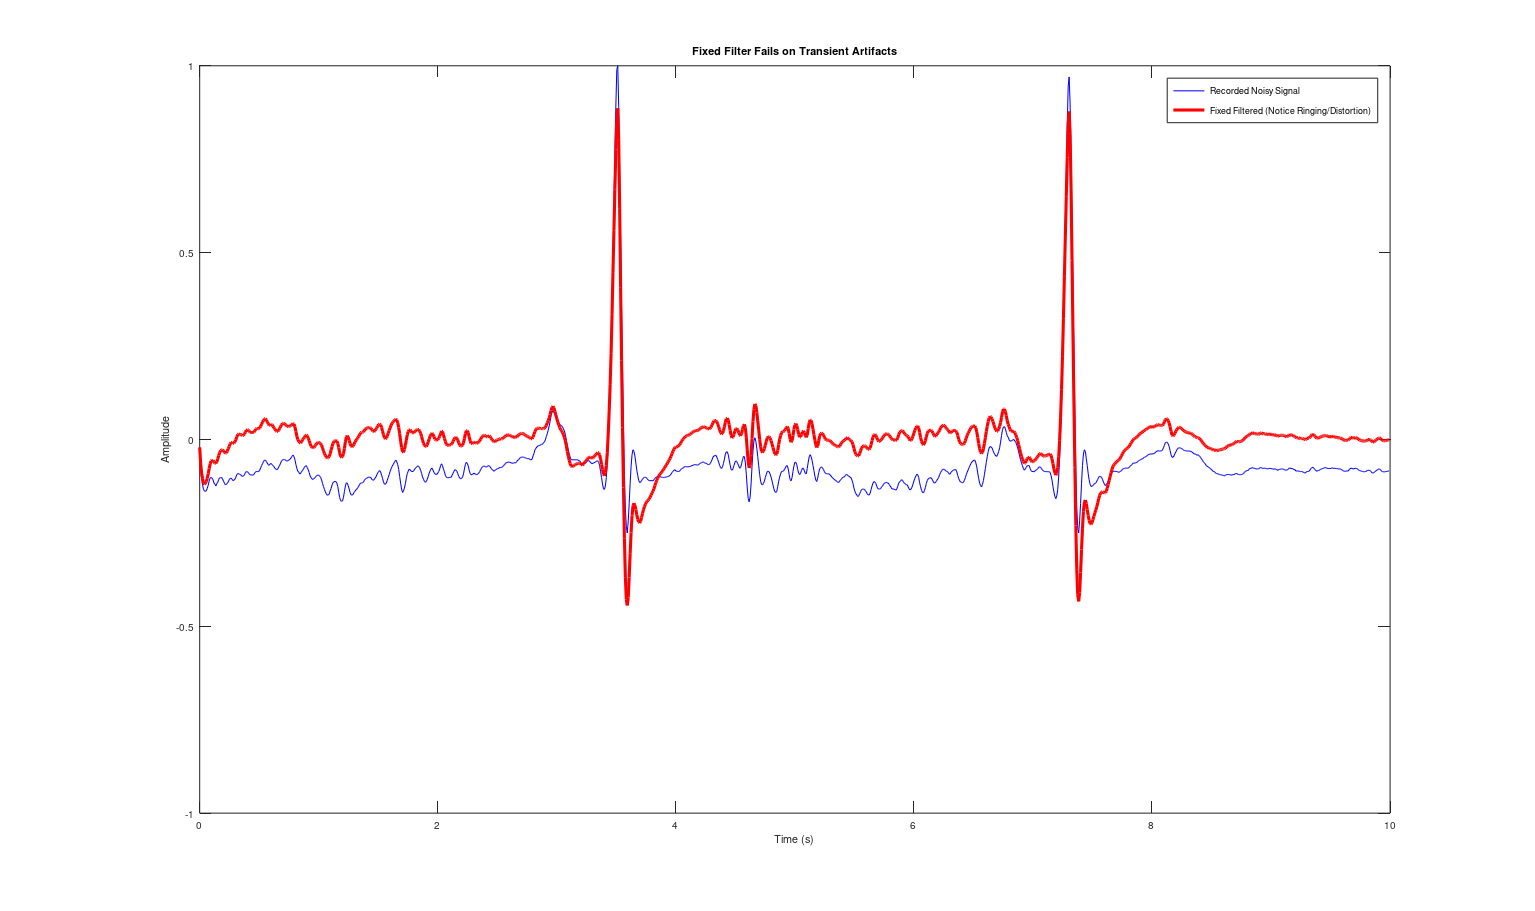 Fixed Filter Fails on Transient Artifacts
Recorded Noisy Signal
Fixed Filtered (Notice Ringing/Distortion)
1
0.5
0
-0.5
-1
Amplitude
0 2 4 6 8 10
Time (s)